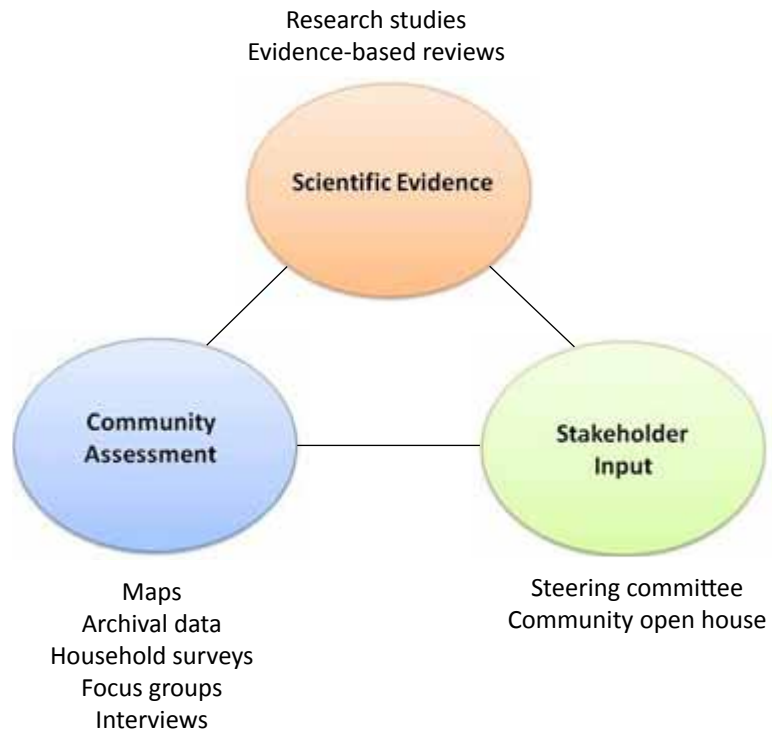 Research studies
Evidence-based reviews
Scientific Evidence
Community
Assessment
Stakeholder
Input
Maps
Archival data
Household surveys
Focus groups
Interviews
Steering committee
Community open house